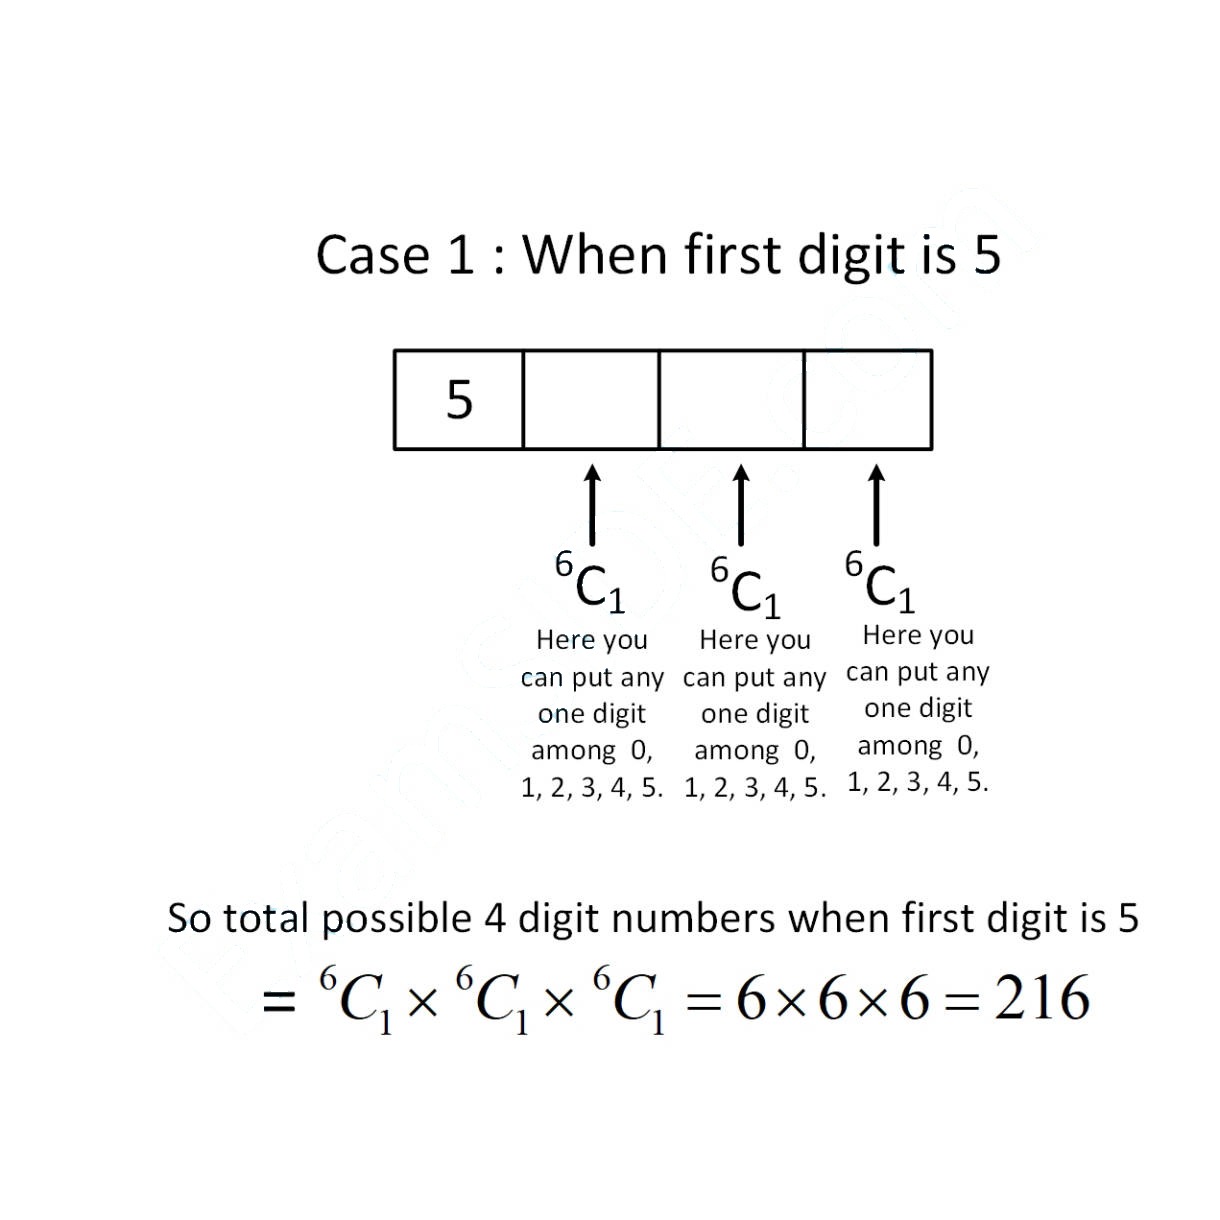 Case 1 : When first digit is 5
5
⁶C₁ ⁶C₁ ⁶C₁
Here you Here you Here you
can put any can put any can put any
one digit one digit one digit
among 0, among 0, among 0,
1, 2, 3, 4, 5. 1, 2, 3, 4, 5. 1, 2, 3, 4, 5.
So total possible 4 digit numbers when first digit is 5
= ⁶C₁ × ⁶C₁ × ⁶C₁ = 6 × 6 × 6 = 216